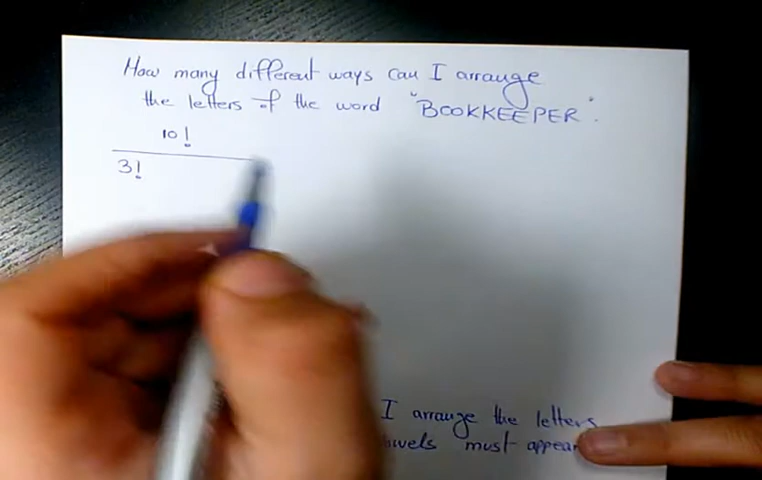 How many different ways can I arrange
the letters of the word "BOOKKEEPER".
10!
3!
I arrange the letters
must appear